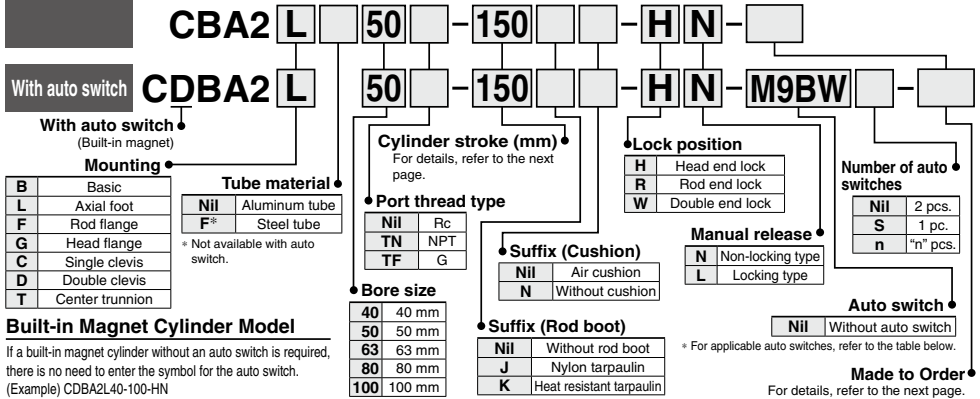 CBA2 L 50 - 150 - H N -
With auto switch CDBA2 L 50 - 150 - H N - M9BW -
With auto switch
(Built-in magnet)
Mounting
B Basic
L Axial foot
F Rod flange
G Head flange
C Single clevis
D Double clevis
T Center trunnion
Tube material
Nil Aluminum tube
F* Steel tube
* Not available with auto
switch.
Cylinder stroke (mm)
For details, refer to the next
page.
Port thread type
Nil Rc
TN NPT
TF G
Bore size
40 40 mm
50 50 mm
63 63 mm
80 80 mm
100 100 mm
Suffix (Cushion)
Nil Air cushion
N Without cushion
Suffix (Rod boot)
Nil Without rod boot
J Nylon tarpaulin
K Heat resistant tarpaulin
Lock position
H Head end lock
R Rod end lock
W Double end lock
Manual release
N Non-locking type
L Locking type
Number of auto
switches
Nil 2 pcs.
S 1 pc.
n "n" pcs.
Auto switch
Nil Without auto switch
* For applicable auto switches, refer to the table below.
Made to Order
For details, refer to the next page.
Built-in Magnet Cylinder Model
If a built-in magnet cylinder without an auto switch is required,
there is no need to enter the symbol for the auto switch.
(Example) CDBA2L40-100-HN